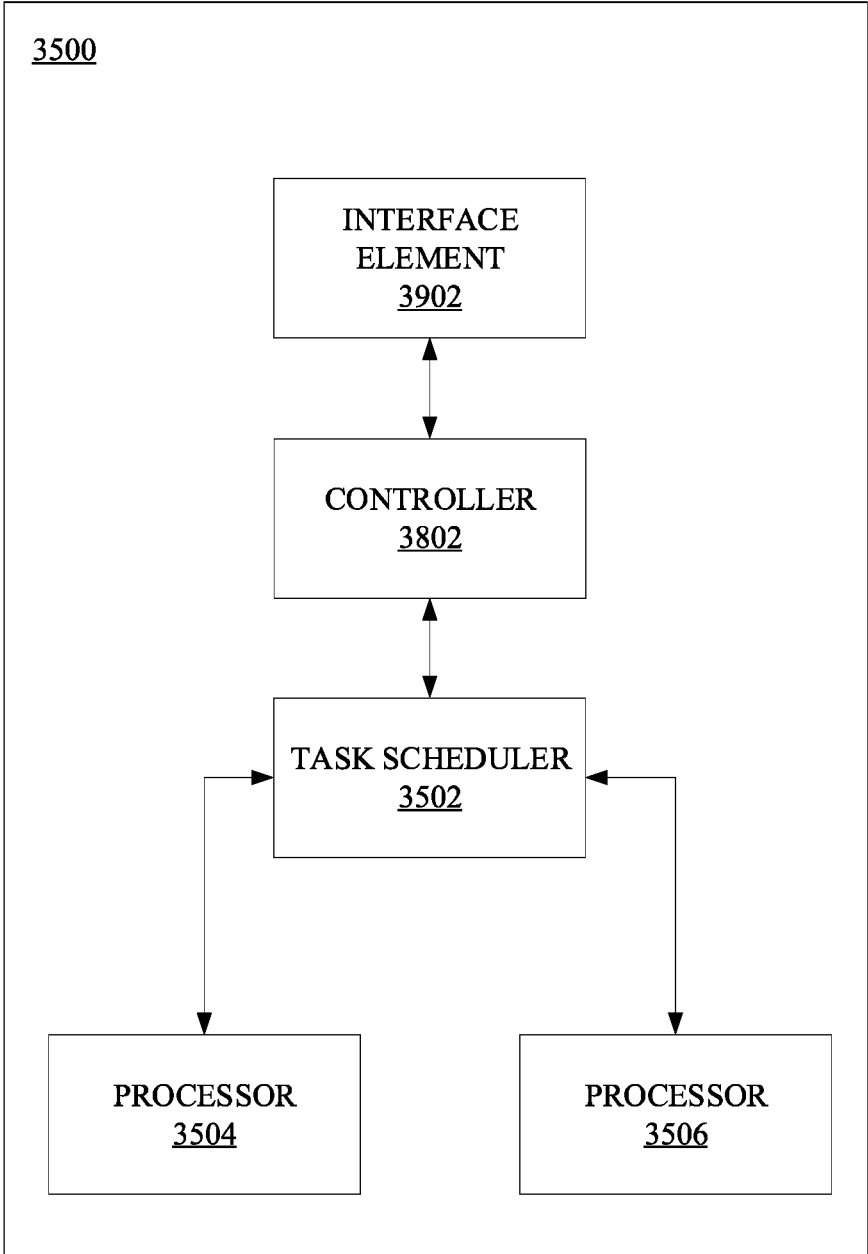 3500
INTERFACE
ELEMENT
3902
CONTROLLER
3802
TASK SCHEDULER
3502
PROCESSOR
3504
PROCESSOR
3506